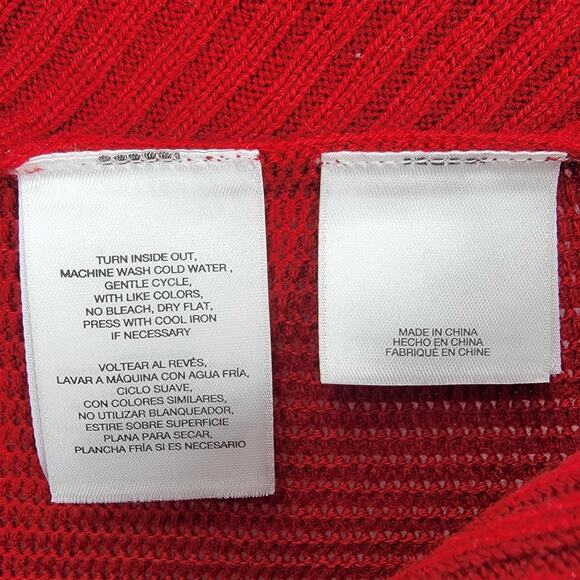 TURN INSIDE OUT,
MACHINE WASH COLD WATER ,
GENTLE CYCLE,
WITH LIKE COLORS,
NO BLEACH, DRY FLAT,
PRESS WITH COOL IRON
IF NECESSARY
VOLTEAR AL REVÉS,
LAVAR A MÁQUINA CON AGUA FRÍA,
CICLO SUAVE,
CON COLORES SIMILARES,
NO UTILIZAR BLANQUEADOR,
ESTIRE SOBRE SUPERFICIE
PLANA PARA SECAR,
PLANCHA FRÍA SI ES NECESARIO
MADE IN CHINA
HECHO EN CHINA
FABRIQUÉ EN CHINE